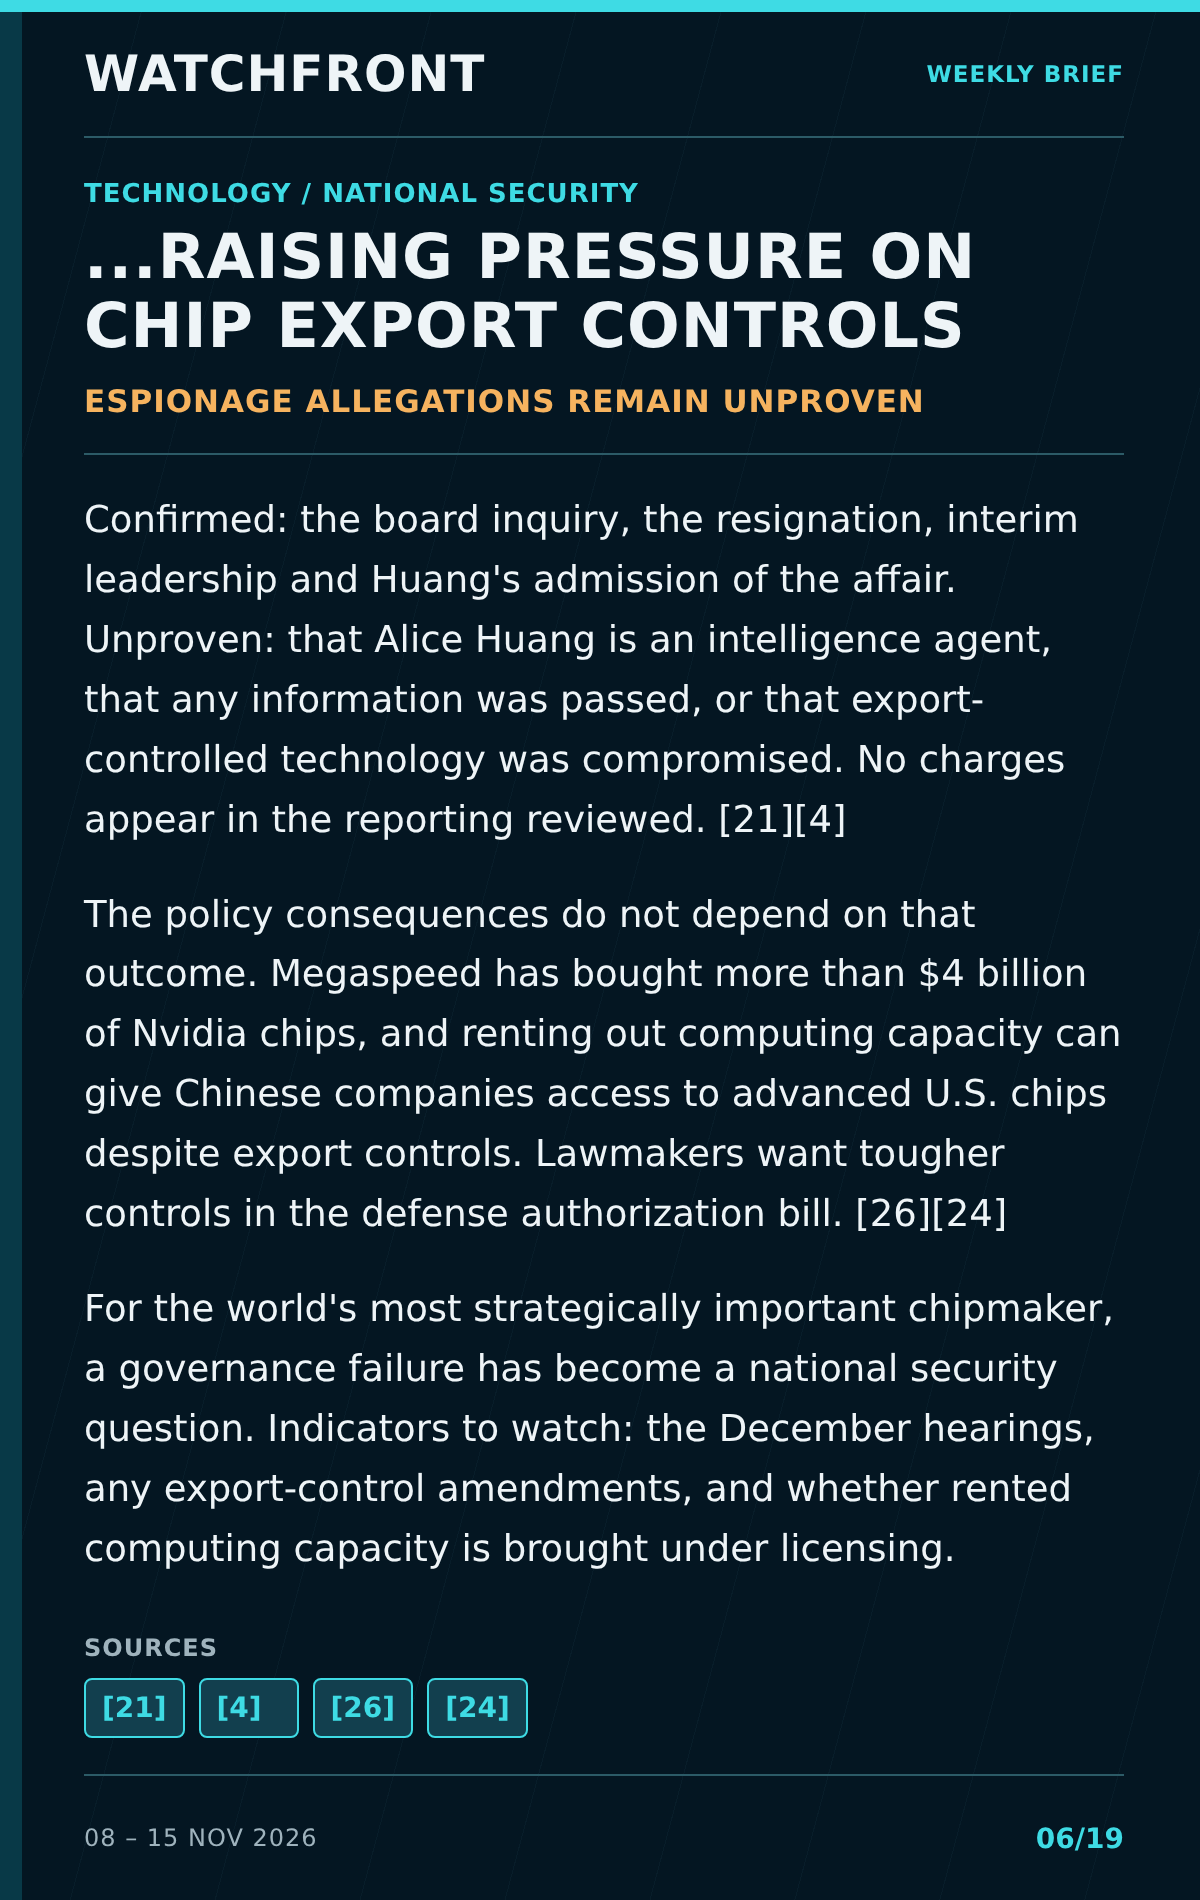 WATCHFRONT
WEEKLY BRIEF
TECHNOLOGY / NATIONAL SECURITY
...RAISING PRESSURE ON
CHIP EXPORT CONTROLS
ESPIONAGE ALLEGATIONS REMAIN UNPROVEN
Confirmed: the board inquiry, the resignation, interim
leadership and Huang's admission of the affair.
Unproven: that Alice Huang is an intelligence agent,
that any information was passed, or that export-
controlled technology was compromised. No charges
appear in the reporting reviewed. [21][4]
The policy consequences do not depend on that
outcome. Megaspeed has bought more than $4 billion
of Nvidia chips, and renting out computing capacity can
give Chinese companies access to advanced U.S. chips
despite export controls. Lawmakers want tougher
controls in the defense authorization bill. [26][24]
For the world's most strategically important chipmaker,
a governance failure has become a national security
question. Indicators to watch: the December hearings,
any export-control amendments, and whether rented
computing capacity is brought under licensing.
SOURCES
[21] [4] [26] [24]
08 – 15 NOV 2026
06/19